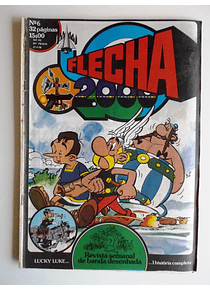 Nº6
32 páginas
15$00
FLECHA
2000
Revista semanal
de banda desenhada
LUCKY LUKE...
...1 história completa